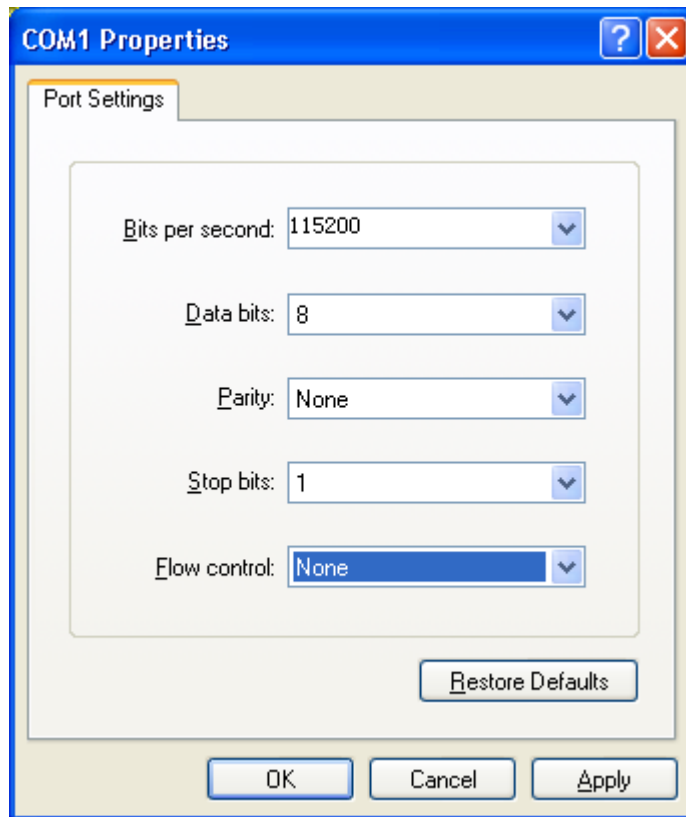 COM1 Properties
Port Settings
Bits per second: 115200
Data bits: 8
Parity: None
Stop bits: 1
Flow control: None
Restore Defaults
OK Cancel Apply